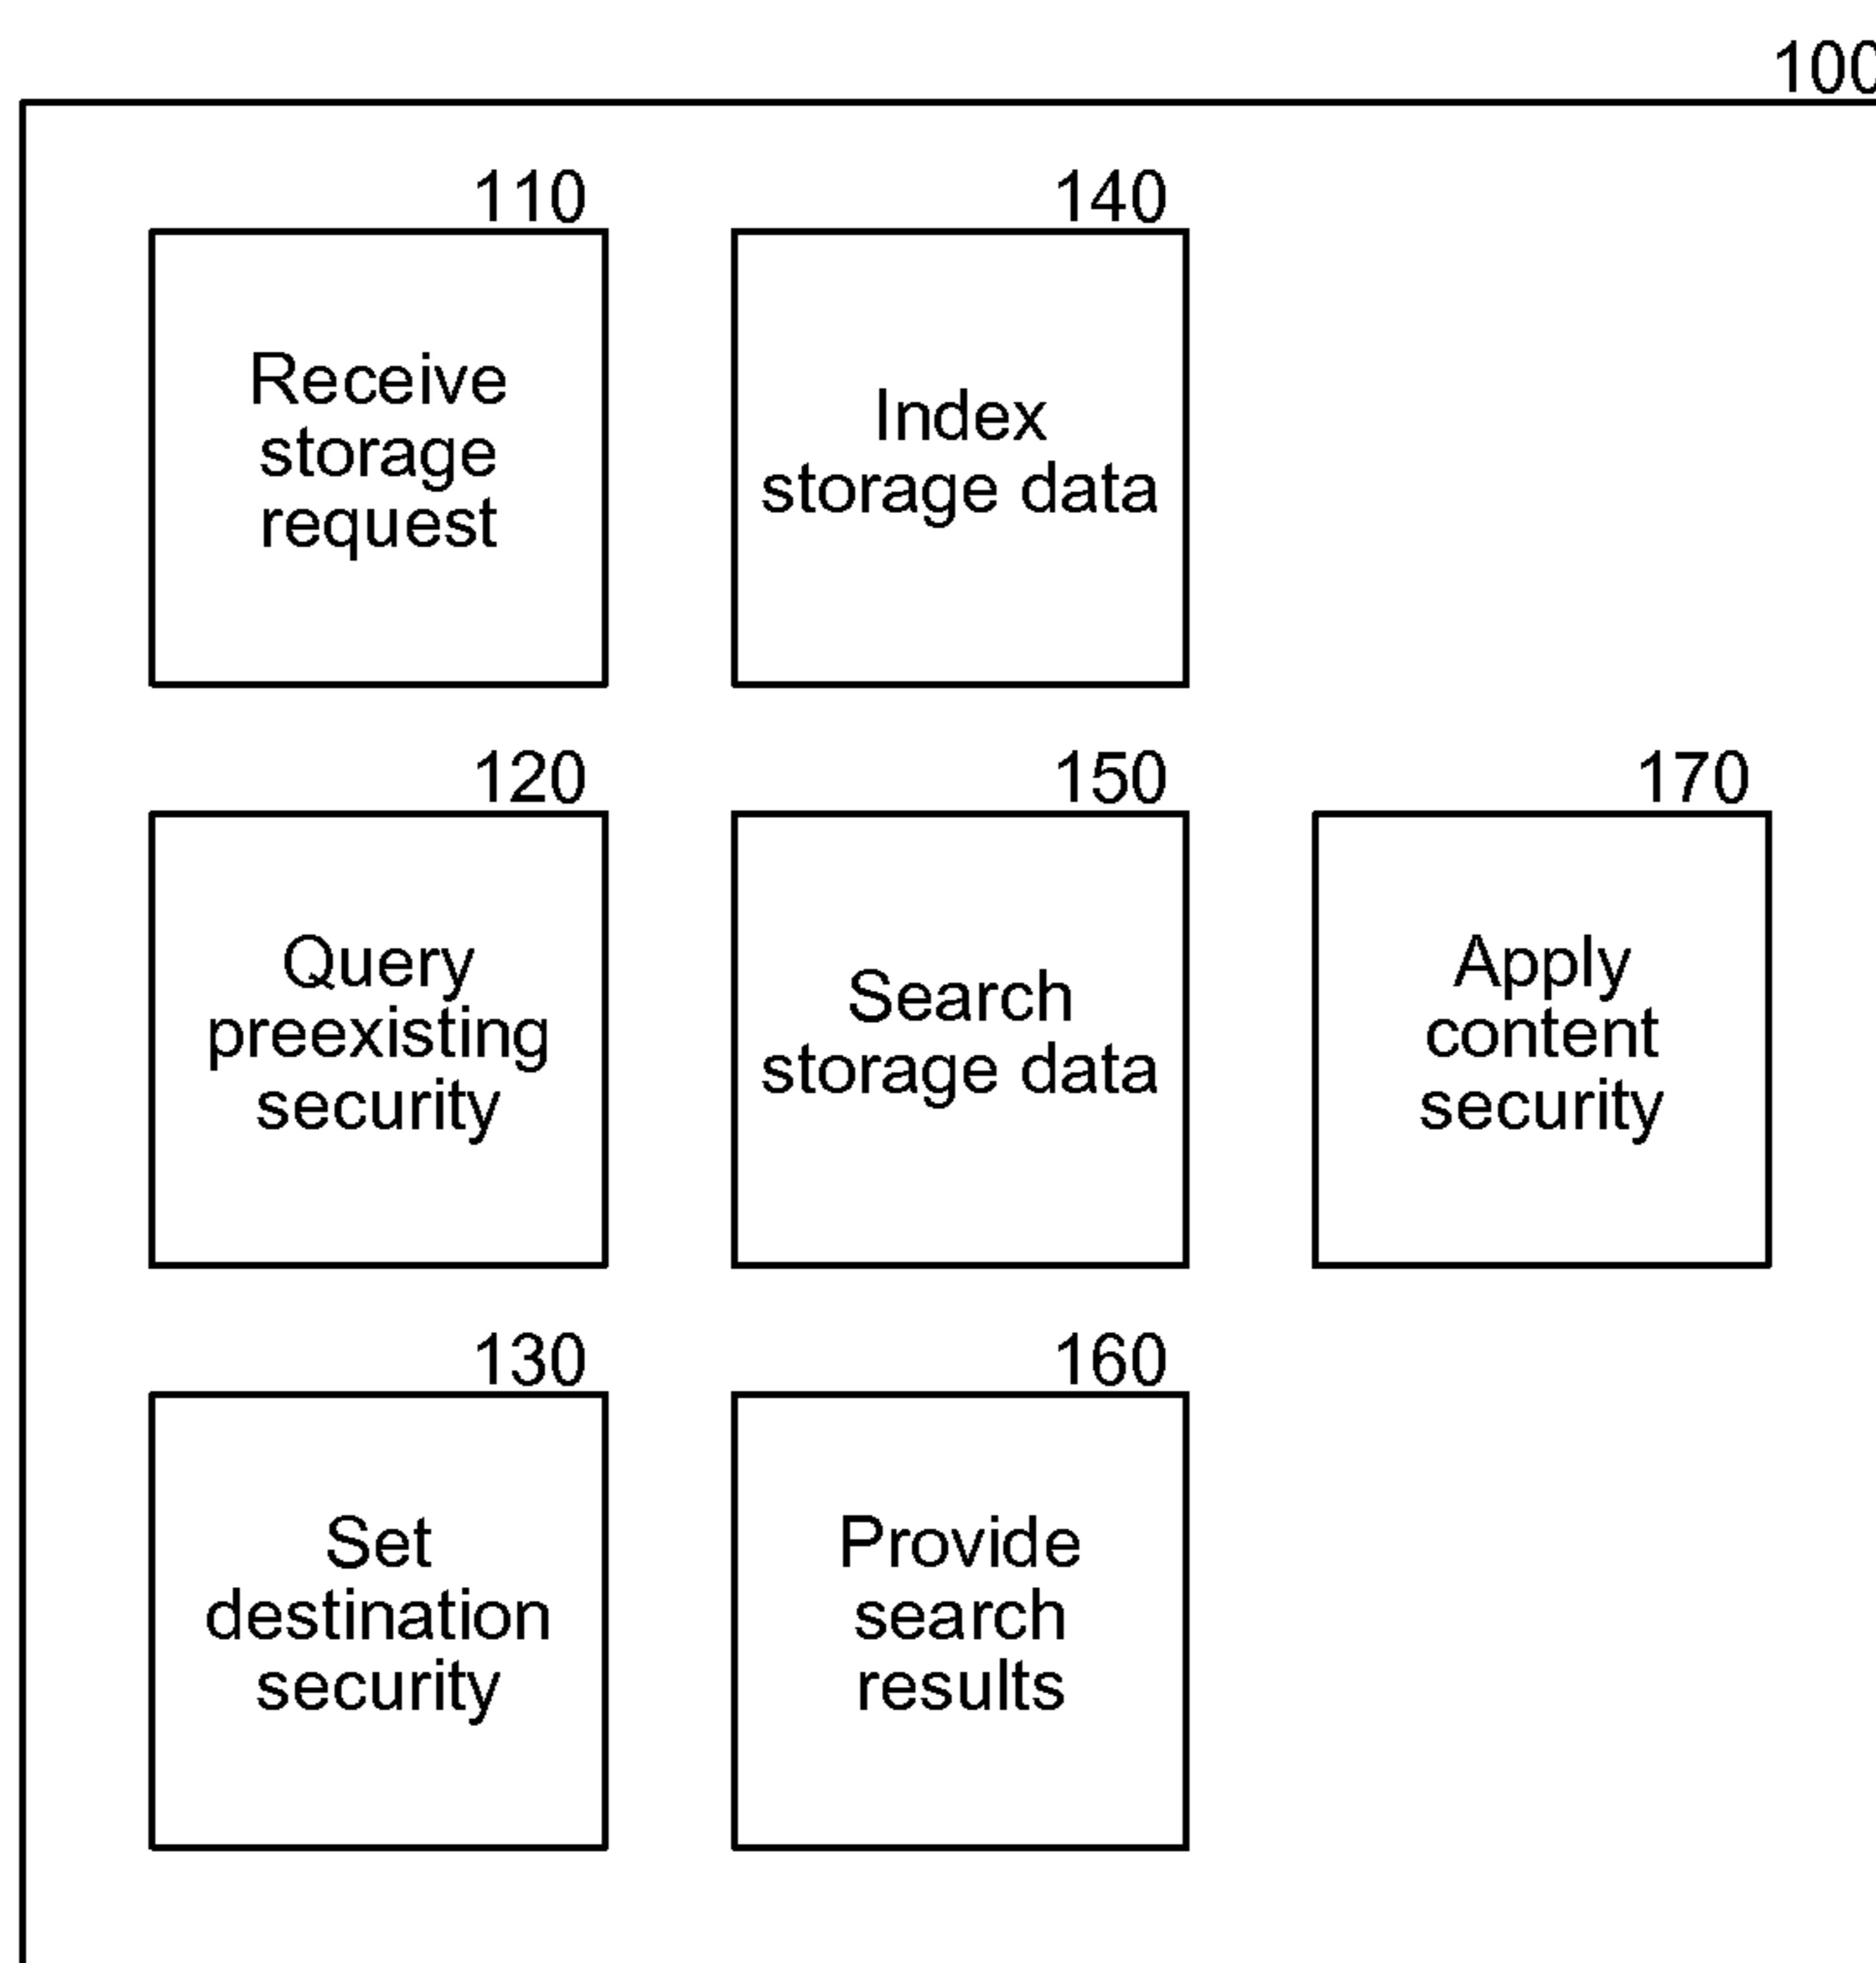 100
110
Receive
storage
request
140
Index
storage data
120
Query
preexisting
security
150
Search
storage data
170
Apply
content
security
130
Set
destination
security
160
Provide
search
results